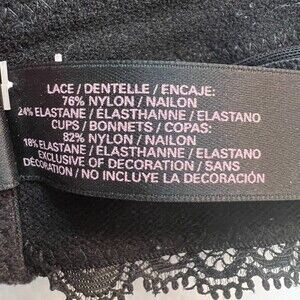 LACE / DENTELLE / ENCAJE:
76% NYLON / NAILON
24% ELASTANE / ÉLASTHANNE / ELASTANO
CUPS / BONNETS / COPAS:
82% NYLON / NAILON
18% ELASTANE / ÉLASTHANNE / ELASTANO
EXCLUSIVE OF DECORATION / SANS
DÉCORATION / NO INCLUYE LA DECORACIÓN